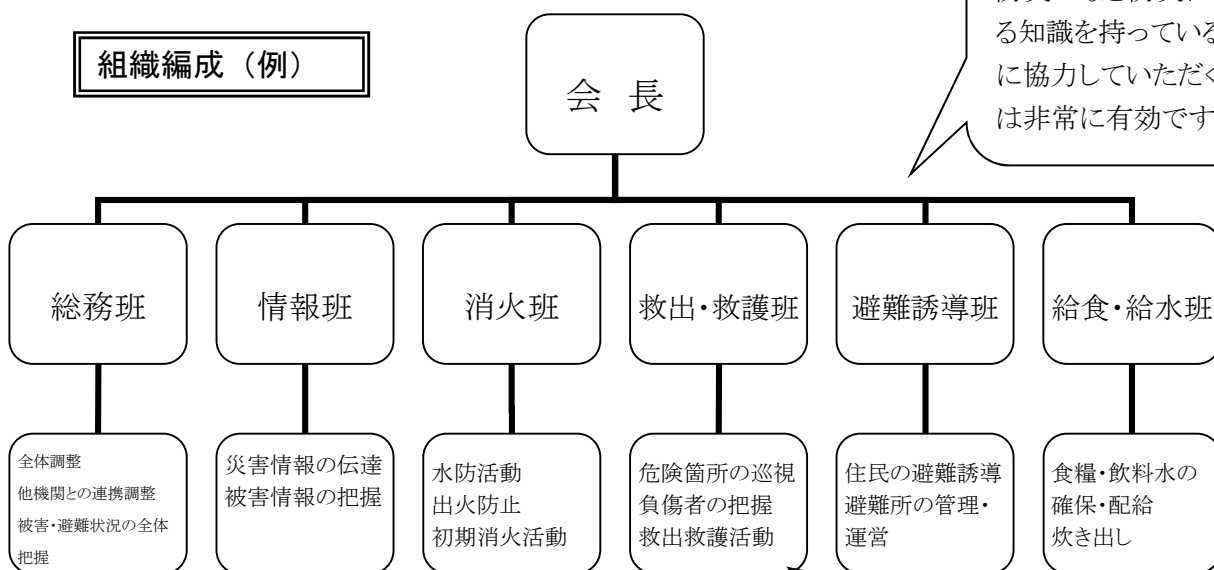 組織編成（例）
会 長
る知識を持っている
に協力していただく
は非常に有効です
総務班
情報班
消火班
救出・救護班
避難誘導班
給食・給水班
全体調整
他機関との連携調整
被害・避難状況の全体
把握
災害情報の伝達
被害情報の把握
水防活動
出火防止
初期消火活動
危険箇所の巡視
負傷者の把握
救出救護活動
住民の避難誘導
避難所の管理・
運営
食糧・飲料水の
確保・配給
炊き出し